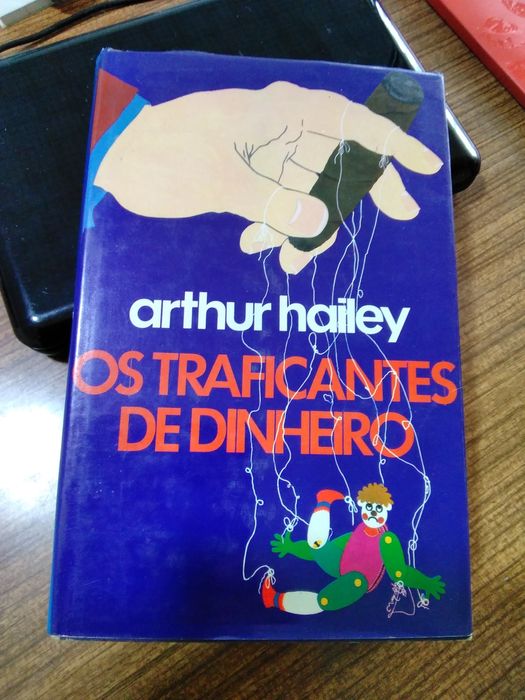 arthur hailey
OS TRAFICANTES
DE DINHEIRO